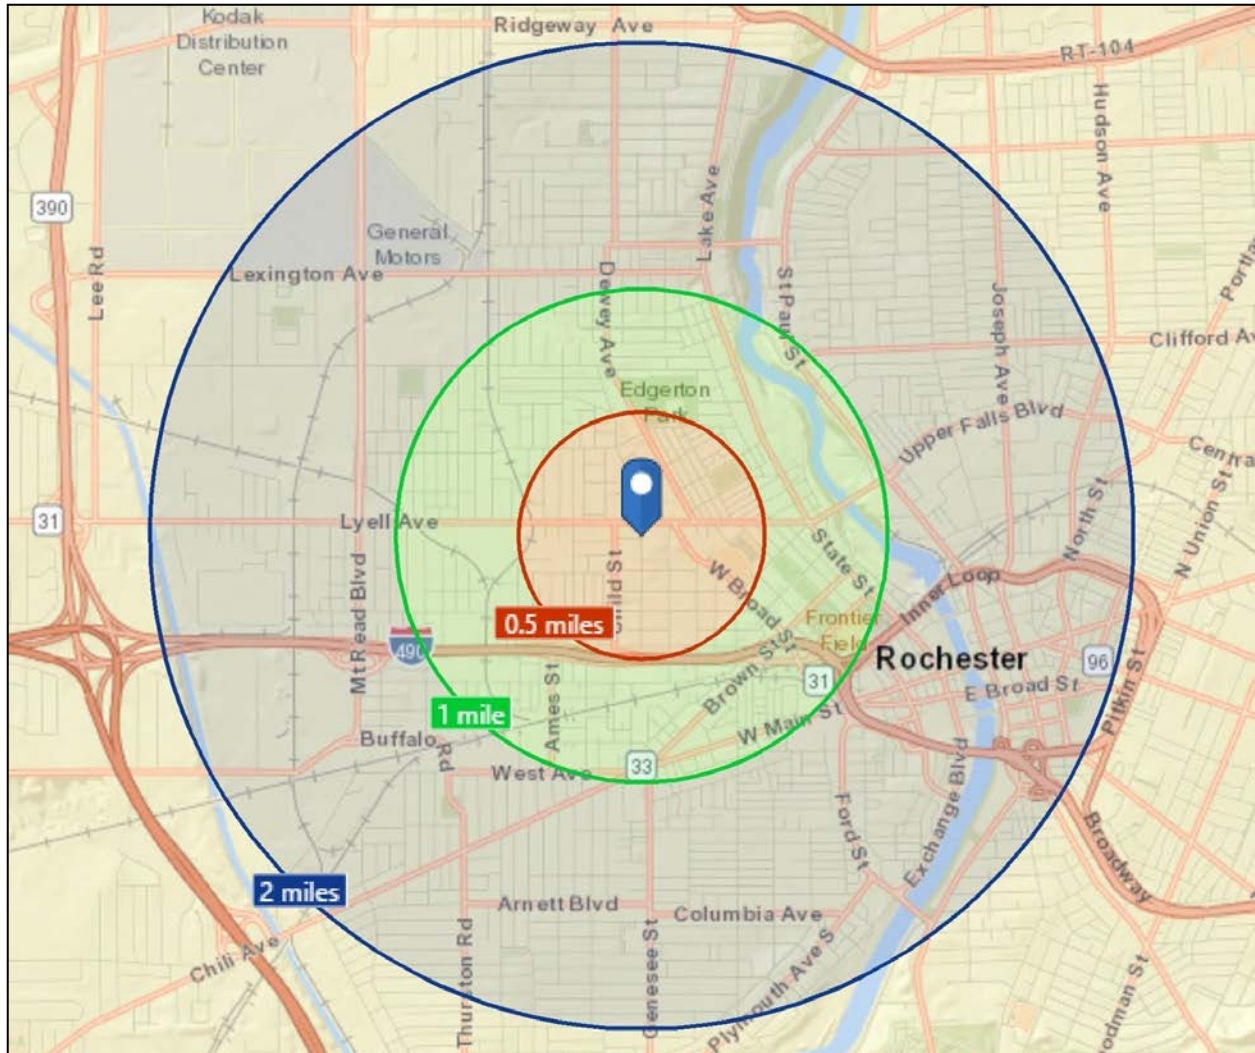 Kodak
Distribution
Center
Ridgeway Ave
RT-104
Hudson Ave
390
Lee Rd
General
Motors
Lexington Ave
Lake Ave
Dewey Ave
St Paul St
Joseph Ave
Clifford Av
Edgerton
Park
Upper Falls Blvd
Centra
31
Lyell Ave
North St
N Union St
State St
Mt Read Blvd
W Broad St
Inner Loop
0.5 miles
Frontier
Field
490
Rochester
96
Brown St
31
E Broad St
Pitkin St
1 mile
Ames St
W Main St
Buffalo Rd
33
West Ave
Exchange Blvd
Ford St
Broadway
2 miles
Arnett Blvd
Columbia Ave
Chili Ave
Thurston Rd
Genesee St
Plymouth Ave S